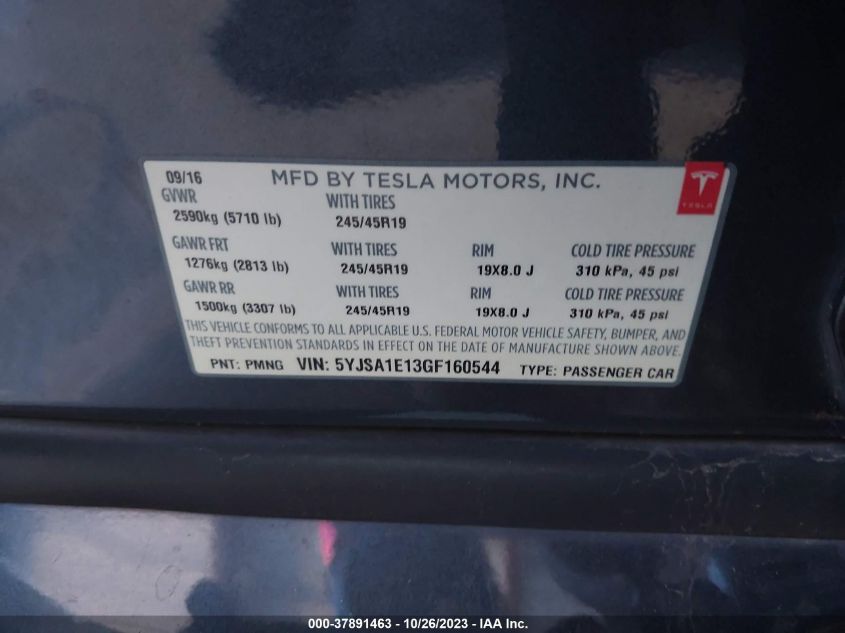 09/16 MFD BY TESLA MOTORS, INC.
TESLA
GVWR WITH TIRES
2590kg (5710 lb) 245/45R19
GAWR FRT WITH TIRES RIM COLD TIRE PRESSURE
1276kg (2813 lb) 245/45R19 19X8.0 J 310 kPa, 45 psi
GAWR RR WITH TIRES RIM COLD TIRE PRESSURE
1500kg (3307 lb) 245/45R19 19X8.0 J 310 kPa, 45 psi
THIS VEHICLE CONFORMS TO ALL APPLICABLE U.S. FEDERAL MOTOR VEHICLE SAFETY, BUMPER, AND
THEFT PREVENTION STANDARDS IN EFFECT ON THE DATE OF MANUFACTURE SHOWN ABOVE.
PNT: PMNG VIN: 5YJSA1E13GF160544 TYPE: PASSENGER CAR
000-37891463 - 10/26/2023 - IAA Inc.